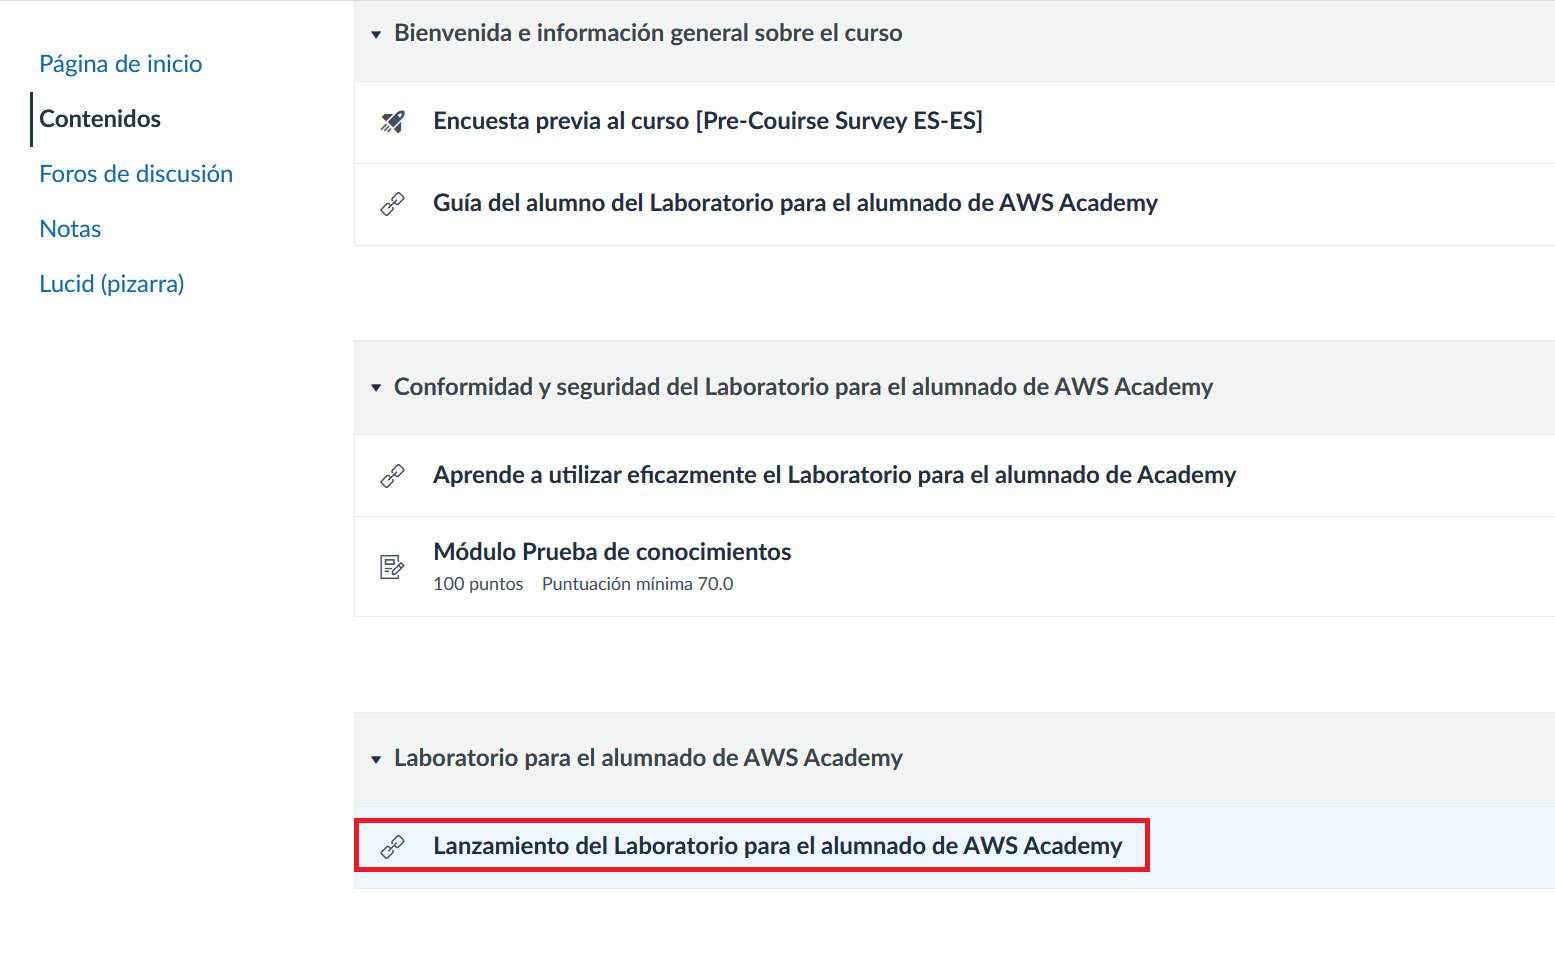 Página de inicio
Contenidos
Foros de discusión
Notas
Lucid (pizarra)
Bienvenida e información general sobre el curso
Encuesta previa al curso [Pre-Couirse Survey ES-ES]
Guía del alumno del Laboratorio para el alumnado de AWS Academy
Conformidad y seguridad del Laboratorio para el alumnado de AWS Academy
Aprende a utilizar eficazmente el Laboratorio para el alumnado de Academy
Módulo Prueba de conocimientos
100 puntos Puntuación mínima 70.0
Laboratorio para el alumnado de AWS Academy
Lanzamiento del Laboratorio para el alumnado de AWS Academy